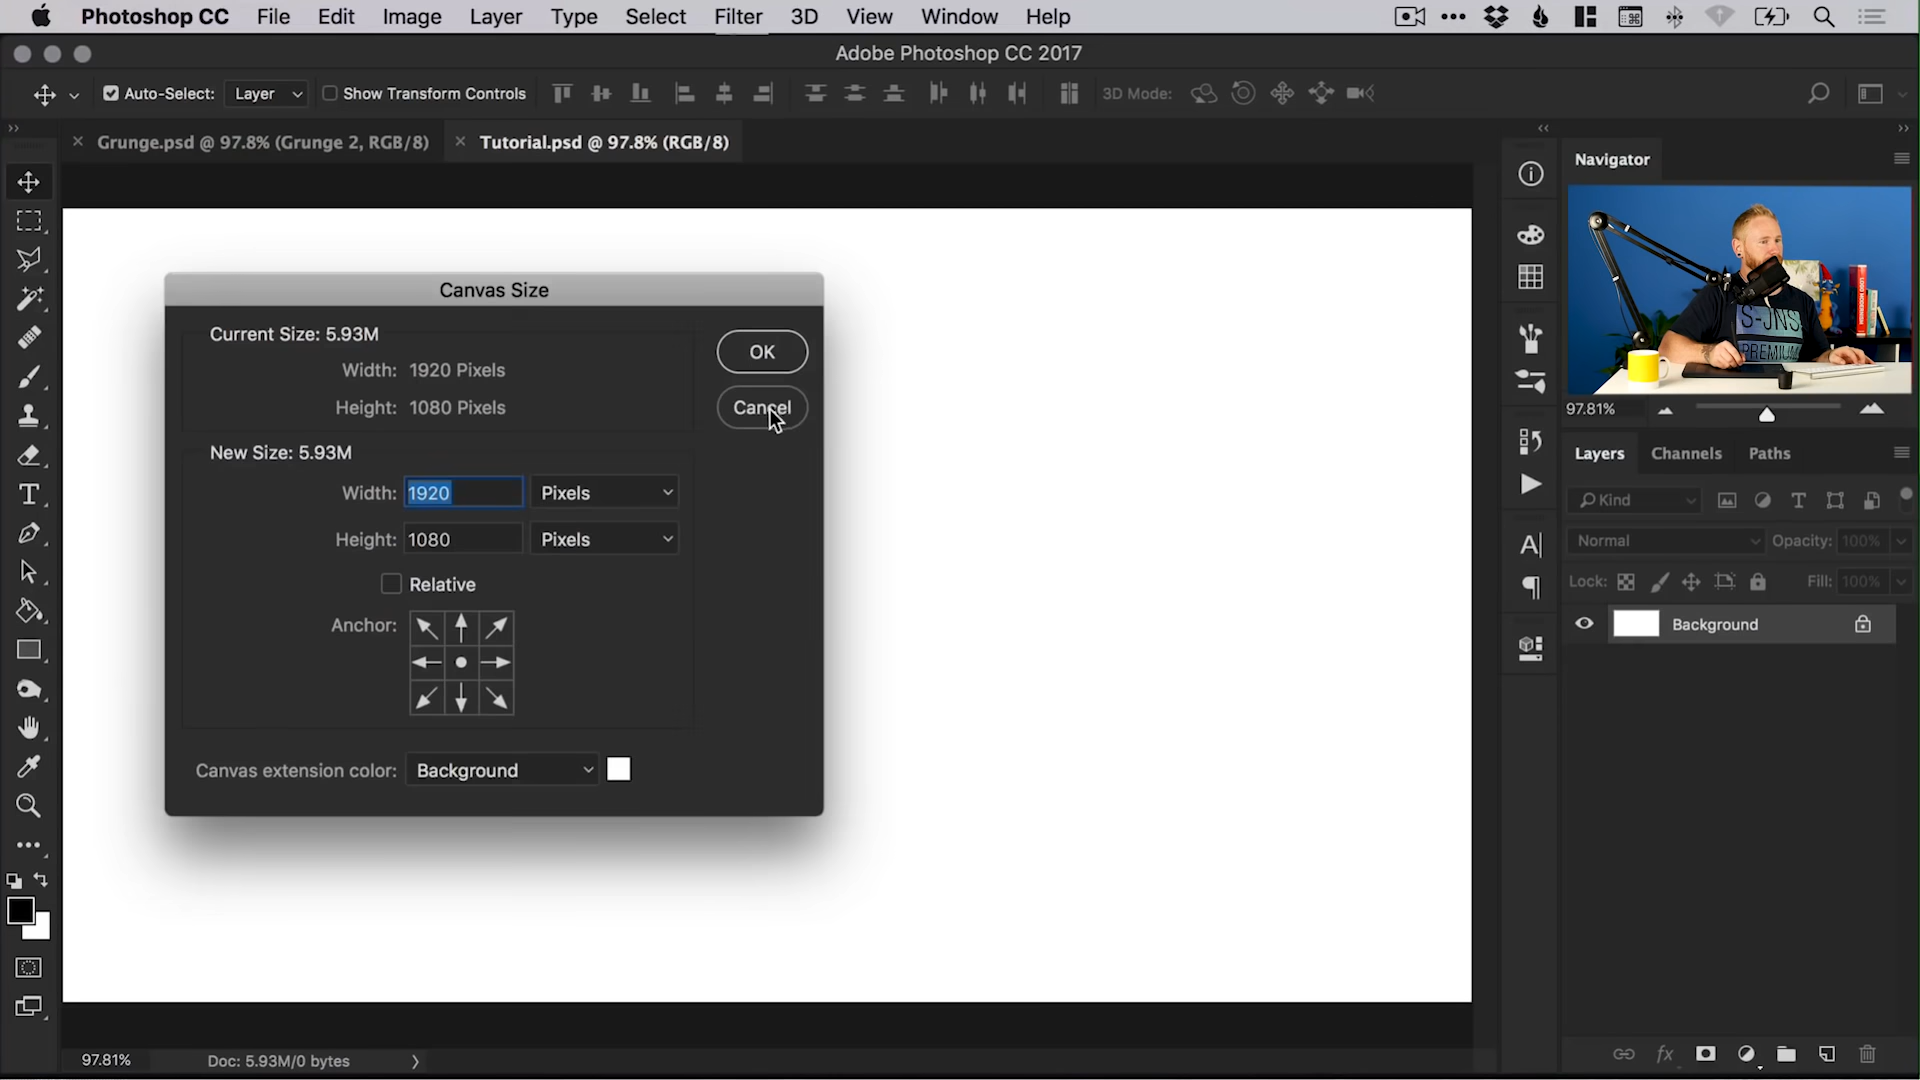 Photoshop CC File Edit Image Layer Type Select Filter 3D View Window Help
Adobe Photoshop CC 2017
Auto-Select: Layer Show Transform Controls 3D Mode:
Grunge.psd @ 97.8% (Grunge 2, RGB/8) Tutorial.psd @ 97.8% (RGB/8)
Navigator
S-JNS
PREMIUM
97.81%
Canvas Size
Current Size: 5.93M
Width: 1920 Pixels
Height: 1080 Pixels
OK
Cancel
New Size: 5.93M
Width: 1920 Pixels
Height: 1080 Pixels
Relative
Anchor:
Canvas extension color: Background
Layers Channels Paths
Kind
Normal Opacity: 100%
Lock: Fill: 100%
Background
fx
97.81% Doc: 5.93M/0 bytes